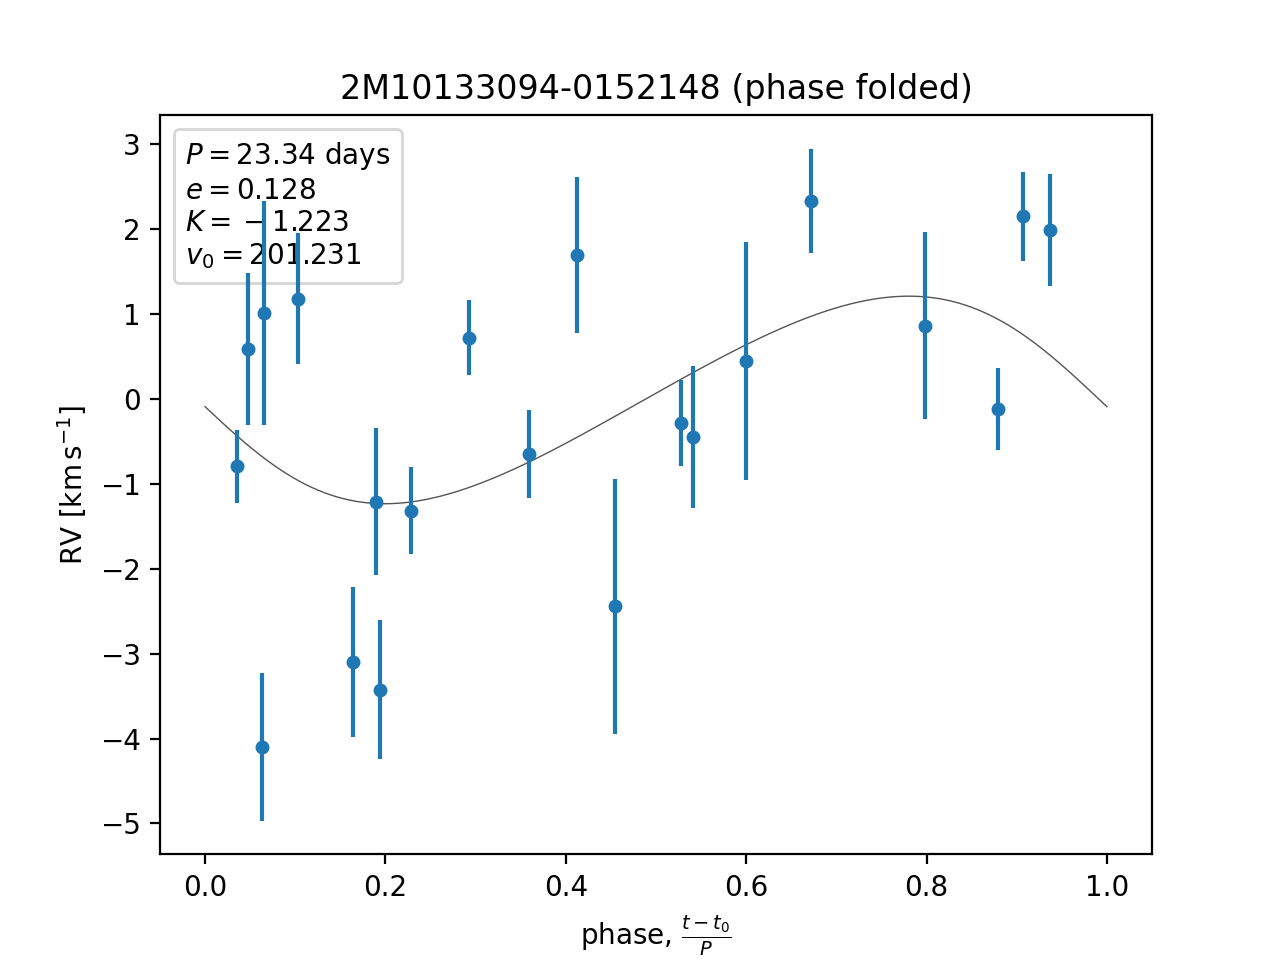 2M10133094-0152148 (phase folded)
P = 23.34 days
e = 0.128
K = −1.223
v₀ = 201.231
3
2
1
0
−1
−2
−3
−4
−5
RV [km s⁻¹]
0.0 0.2 0.4 0.6 0.8 1.0
phase, (t − t₀)/P